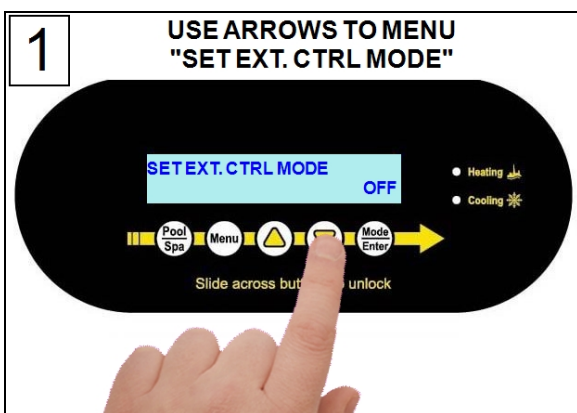 1
USE ARROWS TO MENU
"SET EXT. CTRL MODE"
SET EXT. CTRL MODE
OFF
Heating
Cooling
Pool
Spa
Menu
Mode
Enter
Slide across unlock